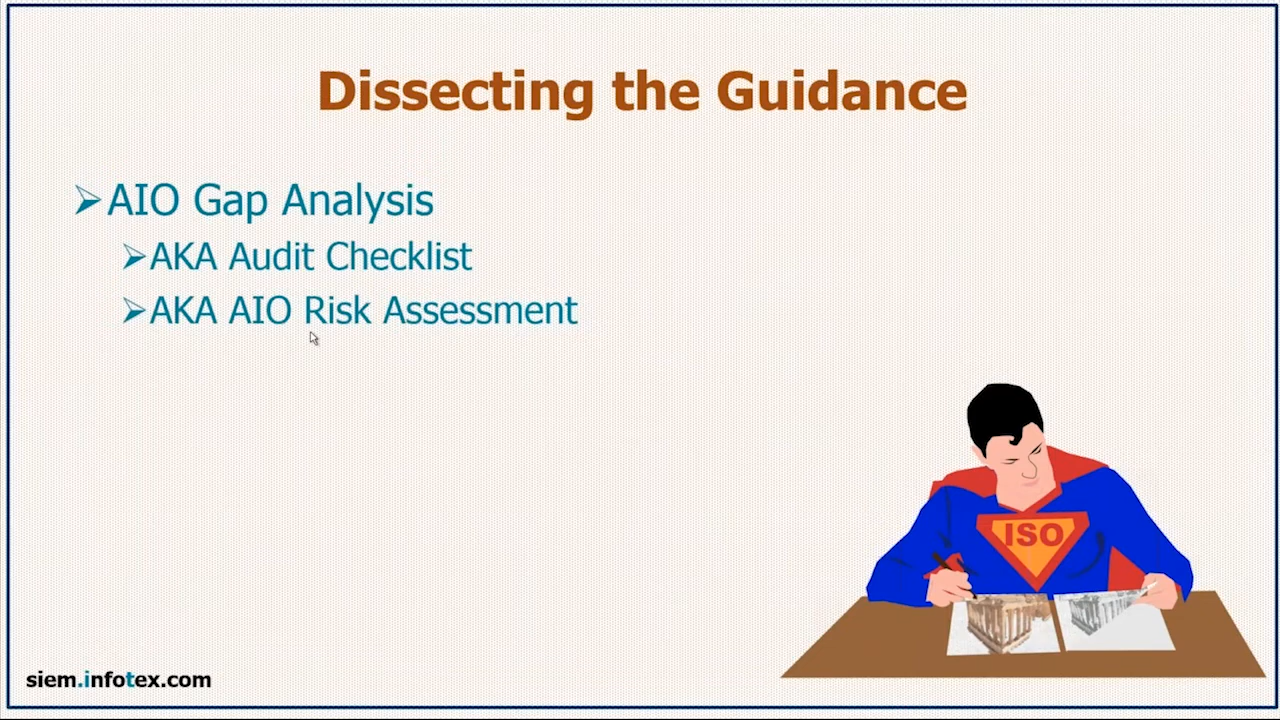 Dissecting the Guidance
➢AIO Gap Analysis
➢AKA Audit Checklist
➢AKA AIO Risk Assessment
ISO
siem.infotex.com